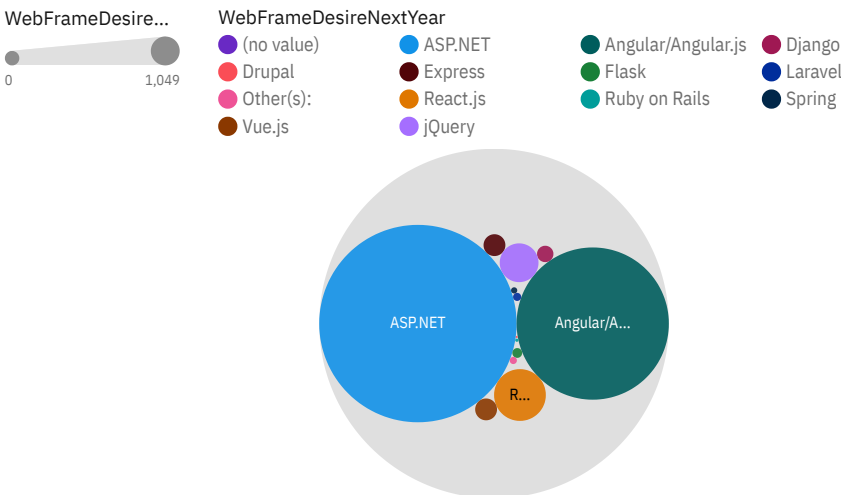 WebFrameDesire... WebFrameDesireNextYear
(no value) ASP.NET Angular/Angular.js Django
0 1,049 Drupal Express Flask Laravel
Other(s): React.js Ruby on Rails Spring
Vue.js jQuery
ASP.NET Angular/A...
R...